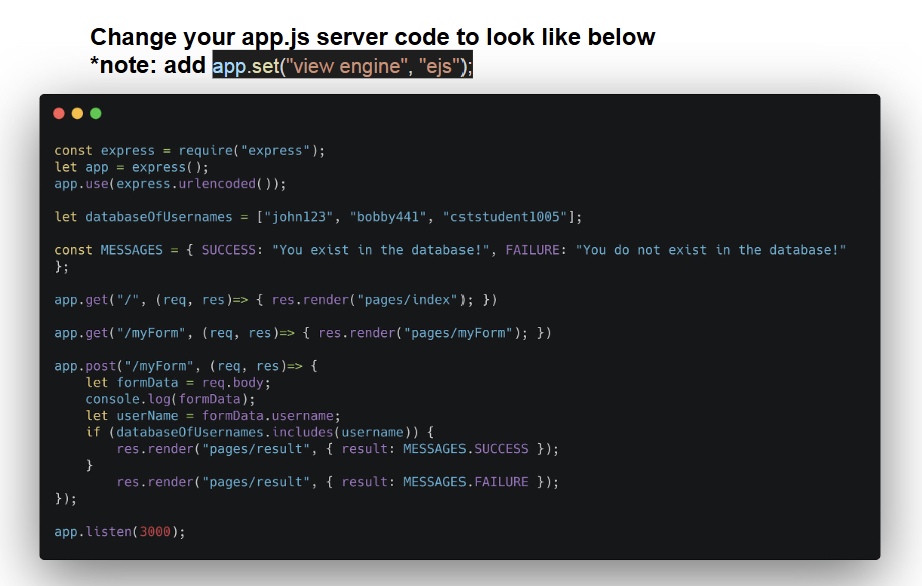 Change your app.js server code to look like below
*note: add app.set("view engine", "ejs");
const express = require("express");
let app = express();
app.use(express.urlencoded());
let databaseOfUsernames = ["john123", "bobby441", "cststudent1005"];
const MESSAGES = { SUCCESS: "You exist in the database!", FAILURE: "You do not exist in the database!"
};
app.get("/", (req, res)=> { res.render("pages/index"); })
app.get("/myForm", (req, res)=> { res.render("pages/myForm"); })
app.post("/myForm", (req, res)=> {
    let formData = req.body;
    console.log(formData);
    let userName = formData.username;
    if (databaseOfUsernames.includes(username)) {
        res.render("pages/result", { result: MESSAGES.SUCCESS });
    }
        res.render("pages/result", { result: MESSAGES.FAILURE });
});
app.listen(3000);